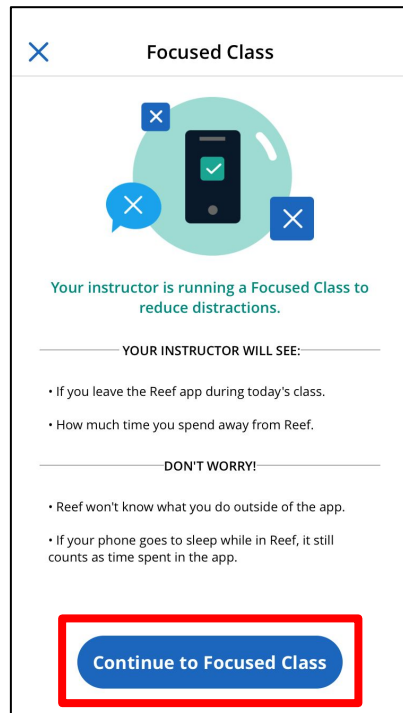 Focused Class
Your instructor is running a Focused Class to
reduce distractions.
YOUR INSTRUCTOR WILL SEE:
• If you leave the Reef app during today's class.
• How much time you spend away from Reef.
DON'T WORRY!
• Reef won't know what you do outside of the app.
• If your phone goes to sleep while in Reef, it still
counts as time spent in the app.
Continue to Focused Class